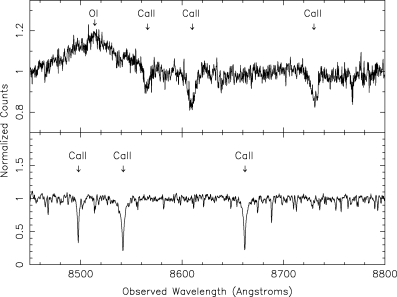 OI CaII CaII CaII
1.2
1
0.8
Normalized Counts
CaII CaII CaII
1.5
1
0.5
0
8500 8600 8700 8800
Observed Wavelength (Angstroms)